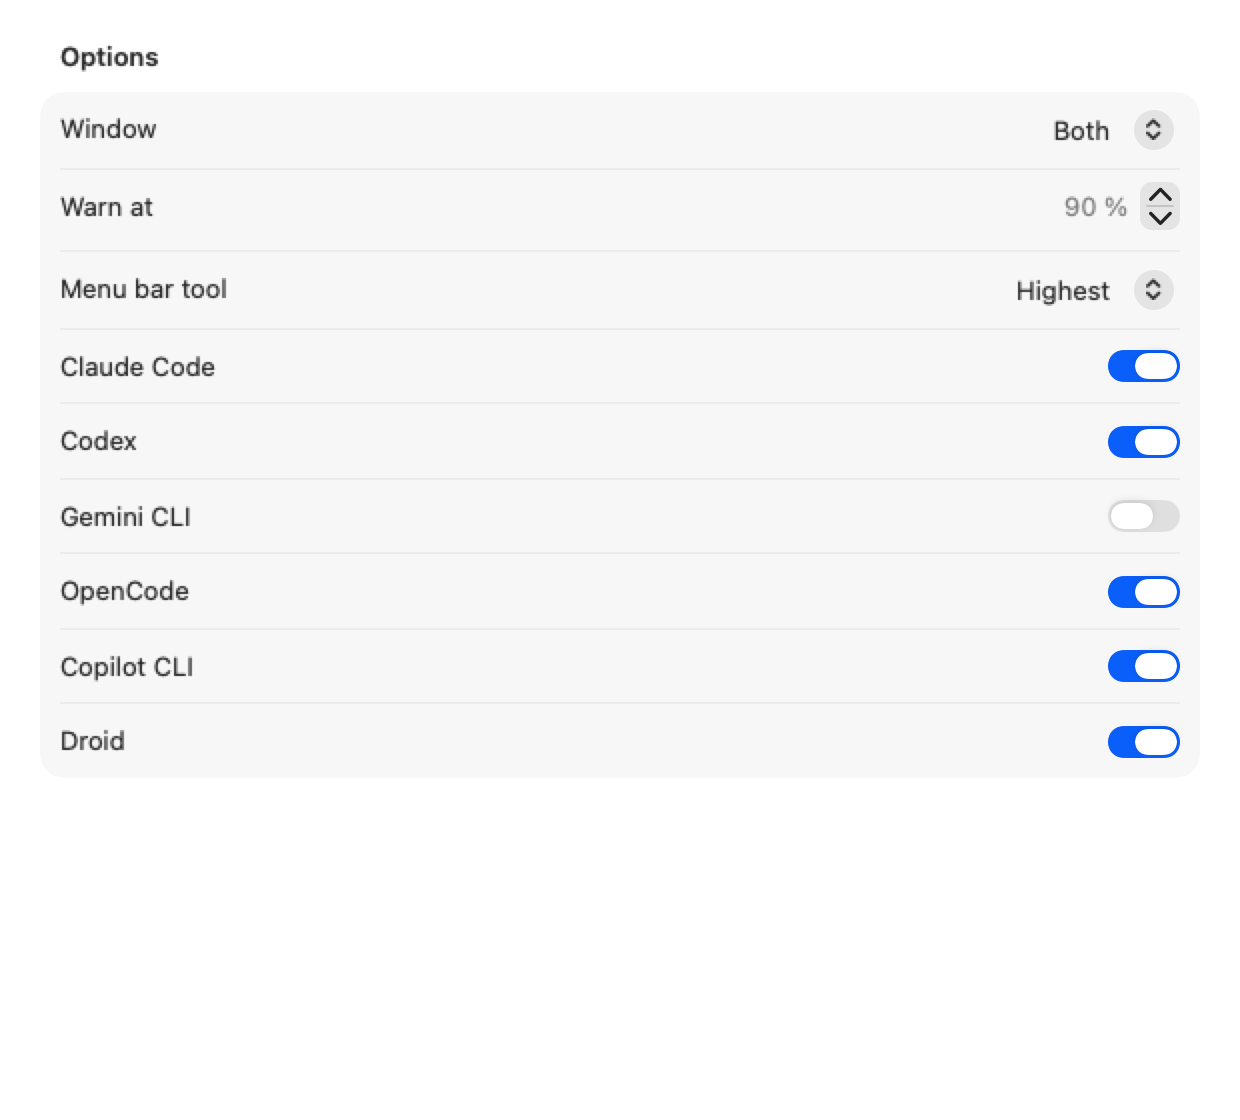 Options
Window Both
Warn at 90 %
Menu bar tool Highest
Claude Code
Codex
Gemini CLI
OpenCode
Copilot CLI
Droid